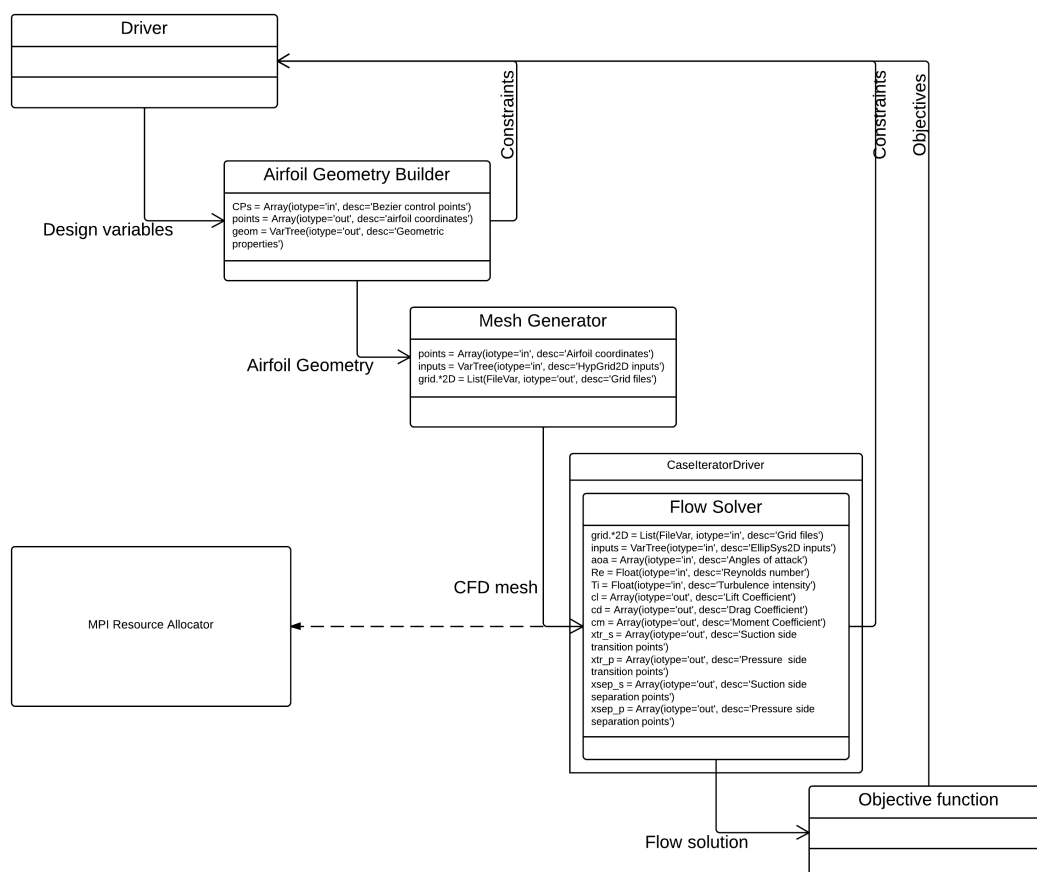 Driver
Constraints
Constraints
Objectives
Airfoil Geometry Builder
CPs = Array(iotype='in', desc='Bezier control points')
points = Array(iotype='out', desc='airfoil coordinates')
geom = VarTree(iotype='out', desc='Geometric
properties')
Design variables
Mesh Generator
points = Array(iotype='in', desc='Airfoil coordinates')
inputs = VarTree(iotype='in', desc='HypGrid2D inputs')
grid.*2D = List(FileVar, iotype='out', desc='Grid files')
Airfoil Geometry
CaseIteratorDriver
Flow Solver
grid.*2D = List(FileVar, iotype='in', desc='Grid files')
inputs = VarTree(iotype='in', desc='EllipSys2D inputs')
aoa = Array(iotype='in', desc='Angles of attack')
Re = Float(iotype='in', desc='Reynolds number')
Ti = Float(iotype='in', desc='Turbulence intensity')
cl = Array(iotype='out', desc='Lift Coefficient')
cd = Array(iotype='out', desc='Drag Coefficient')
cm = Array(iotype='out', desc='Moment Coefficient')
xtr_s = Array(iotype='out', desc='Suction side
transition points')
xtr_p = Array(iotype='out', desc='Pressure  side
transition points')
xsep_s = Array(iotype='out', desc='Suction side
separation points')
xsep_p = Array(iotype='out', desc='Pressure side
separation points')
CFD mesh
MPI Resource Allocator
Objective function
Flow solution